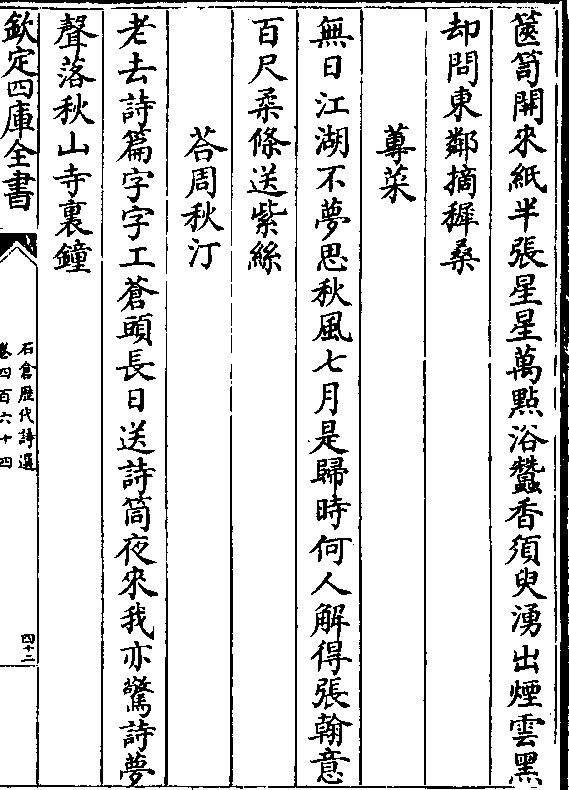 篋笥開來紙半張星星萬點浴蠶香須臾湧出煙雲黑
却問東鄰摘穉桑
蓴菜
無日江湖不夢思秋風七月是歸時何人解得張翰意
百尺柔條送紫絲
荅周秋汀
老去詩篇字字工蒼頭長日送詩筒夜來我亦驚詩夢
聲落秋山寺裏鐘
欽定四庫全書
石倉歷代詩選
卷四百六十四
四十二